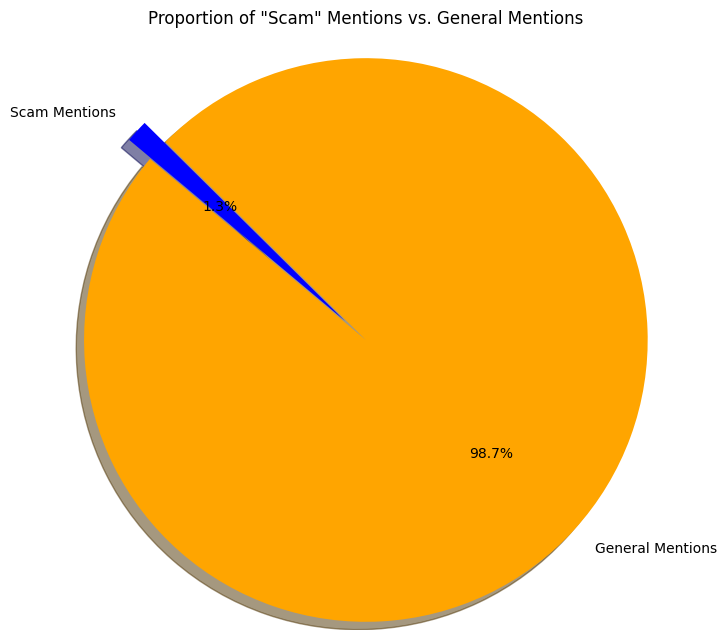 Proportion of "Scam" Mentions vs. General Mentions
Scam Mentions
1.3%
98.7%
General Mentions